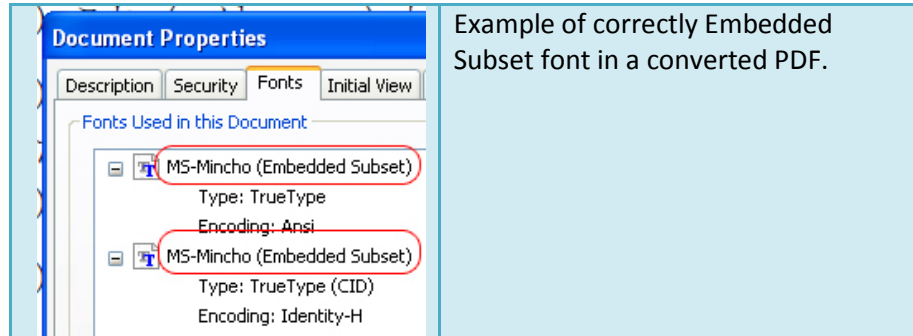 Document Properties
Description Security Fonts Initial View
Fonts Used in this Document
MS-Mincho (Embedded Subset)
Type: TrueType
Encoding: Ansi
MS-Mincho (Embedded Subset)
Type: TrueType (CID)
Encoding: Identity-H
Example of correctly Embedded
Subset font in a converted PDF.